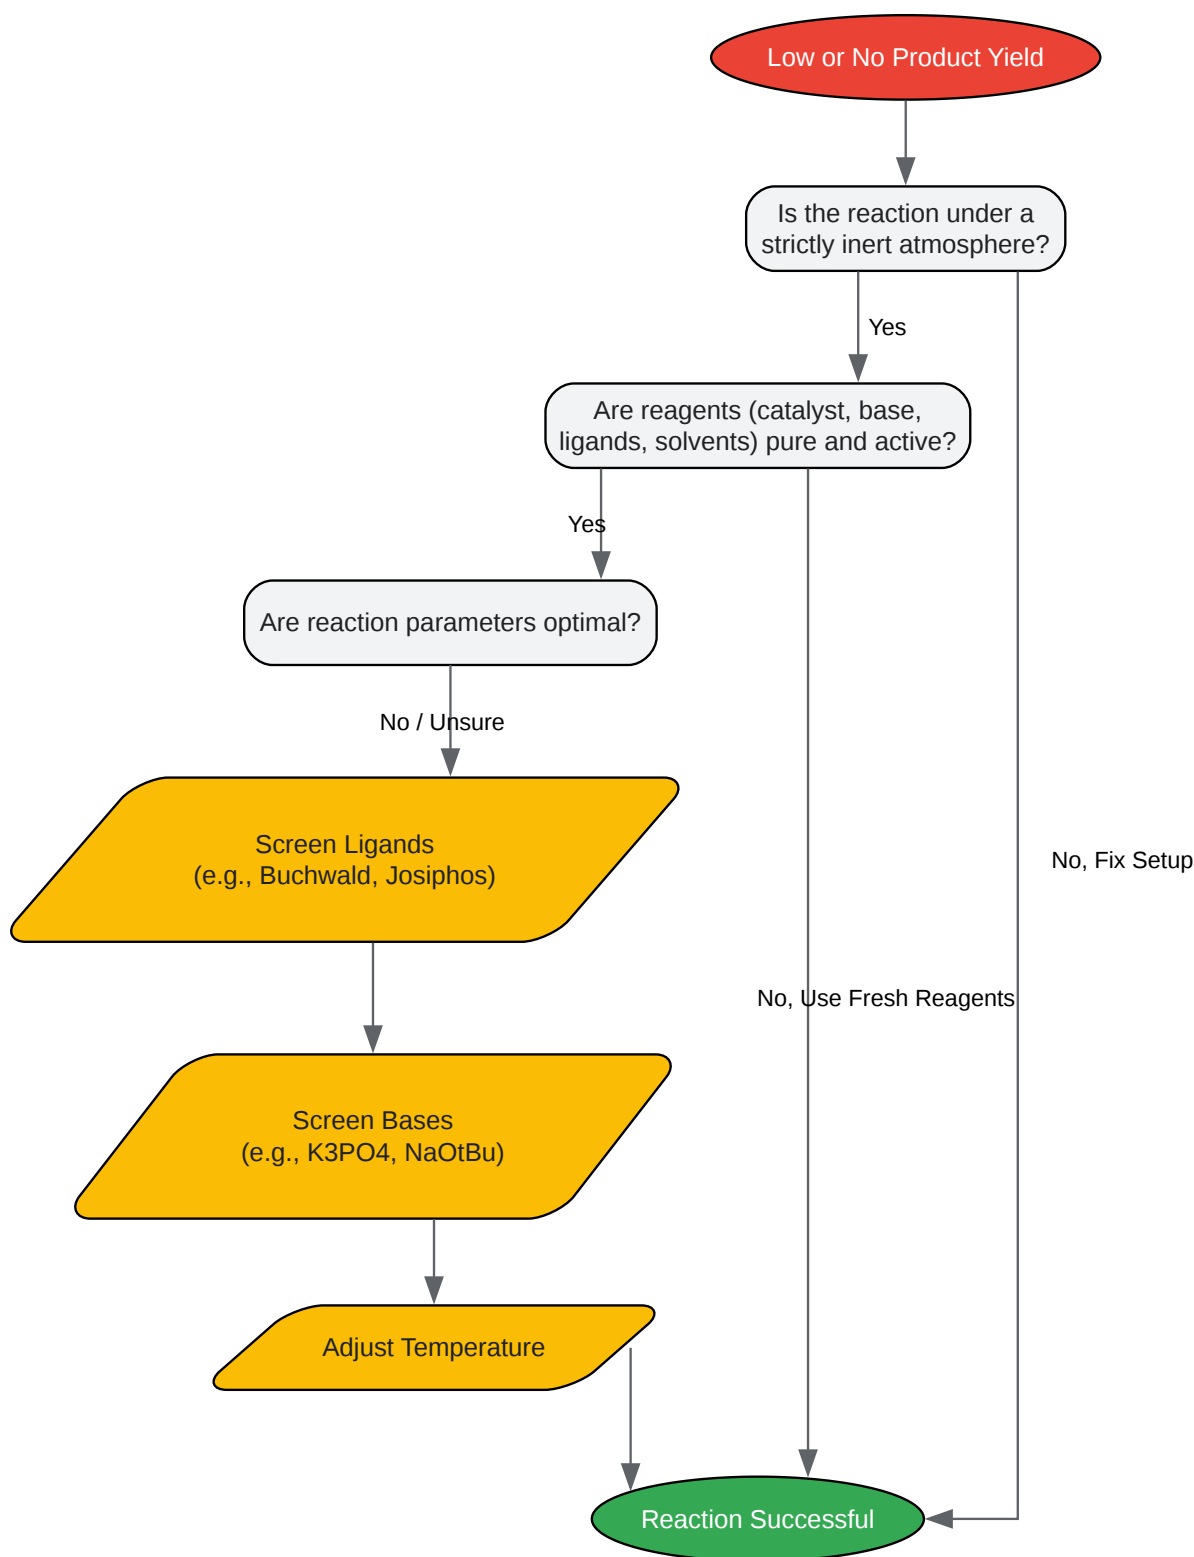 Low or No Product Yield
Is the reaction under a
strictly inert atmosphere?
Yes
Are reagents (catalyst, base,
ligands, solvents) pure and active?
Yes
Are reaction parameters optimal?
No / Unsure
Screen Ligands
(e.g., Buchwald, Josiphos)
No, Fix Setup
No, Use Fresh Reagents
Screen Bases
(e.g., K3PO4, NaOtBu)
Adjust Temperature
Reaction Successful